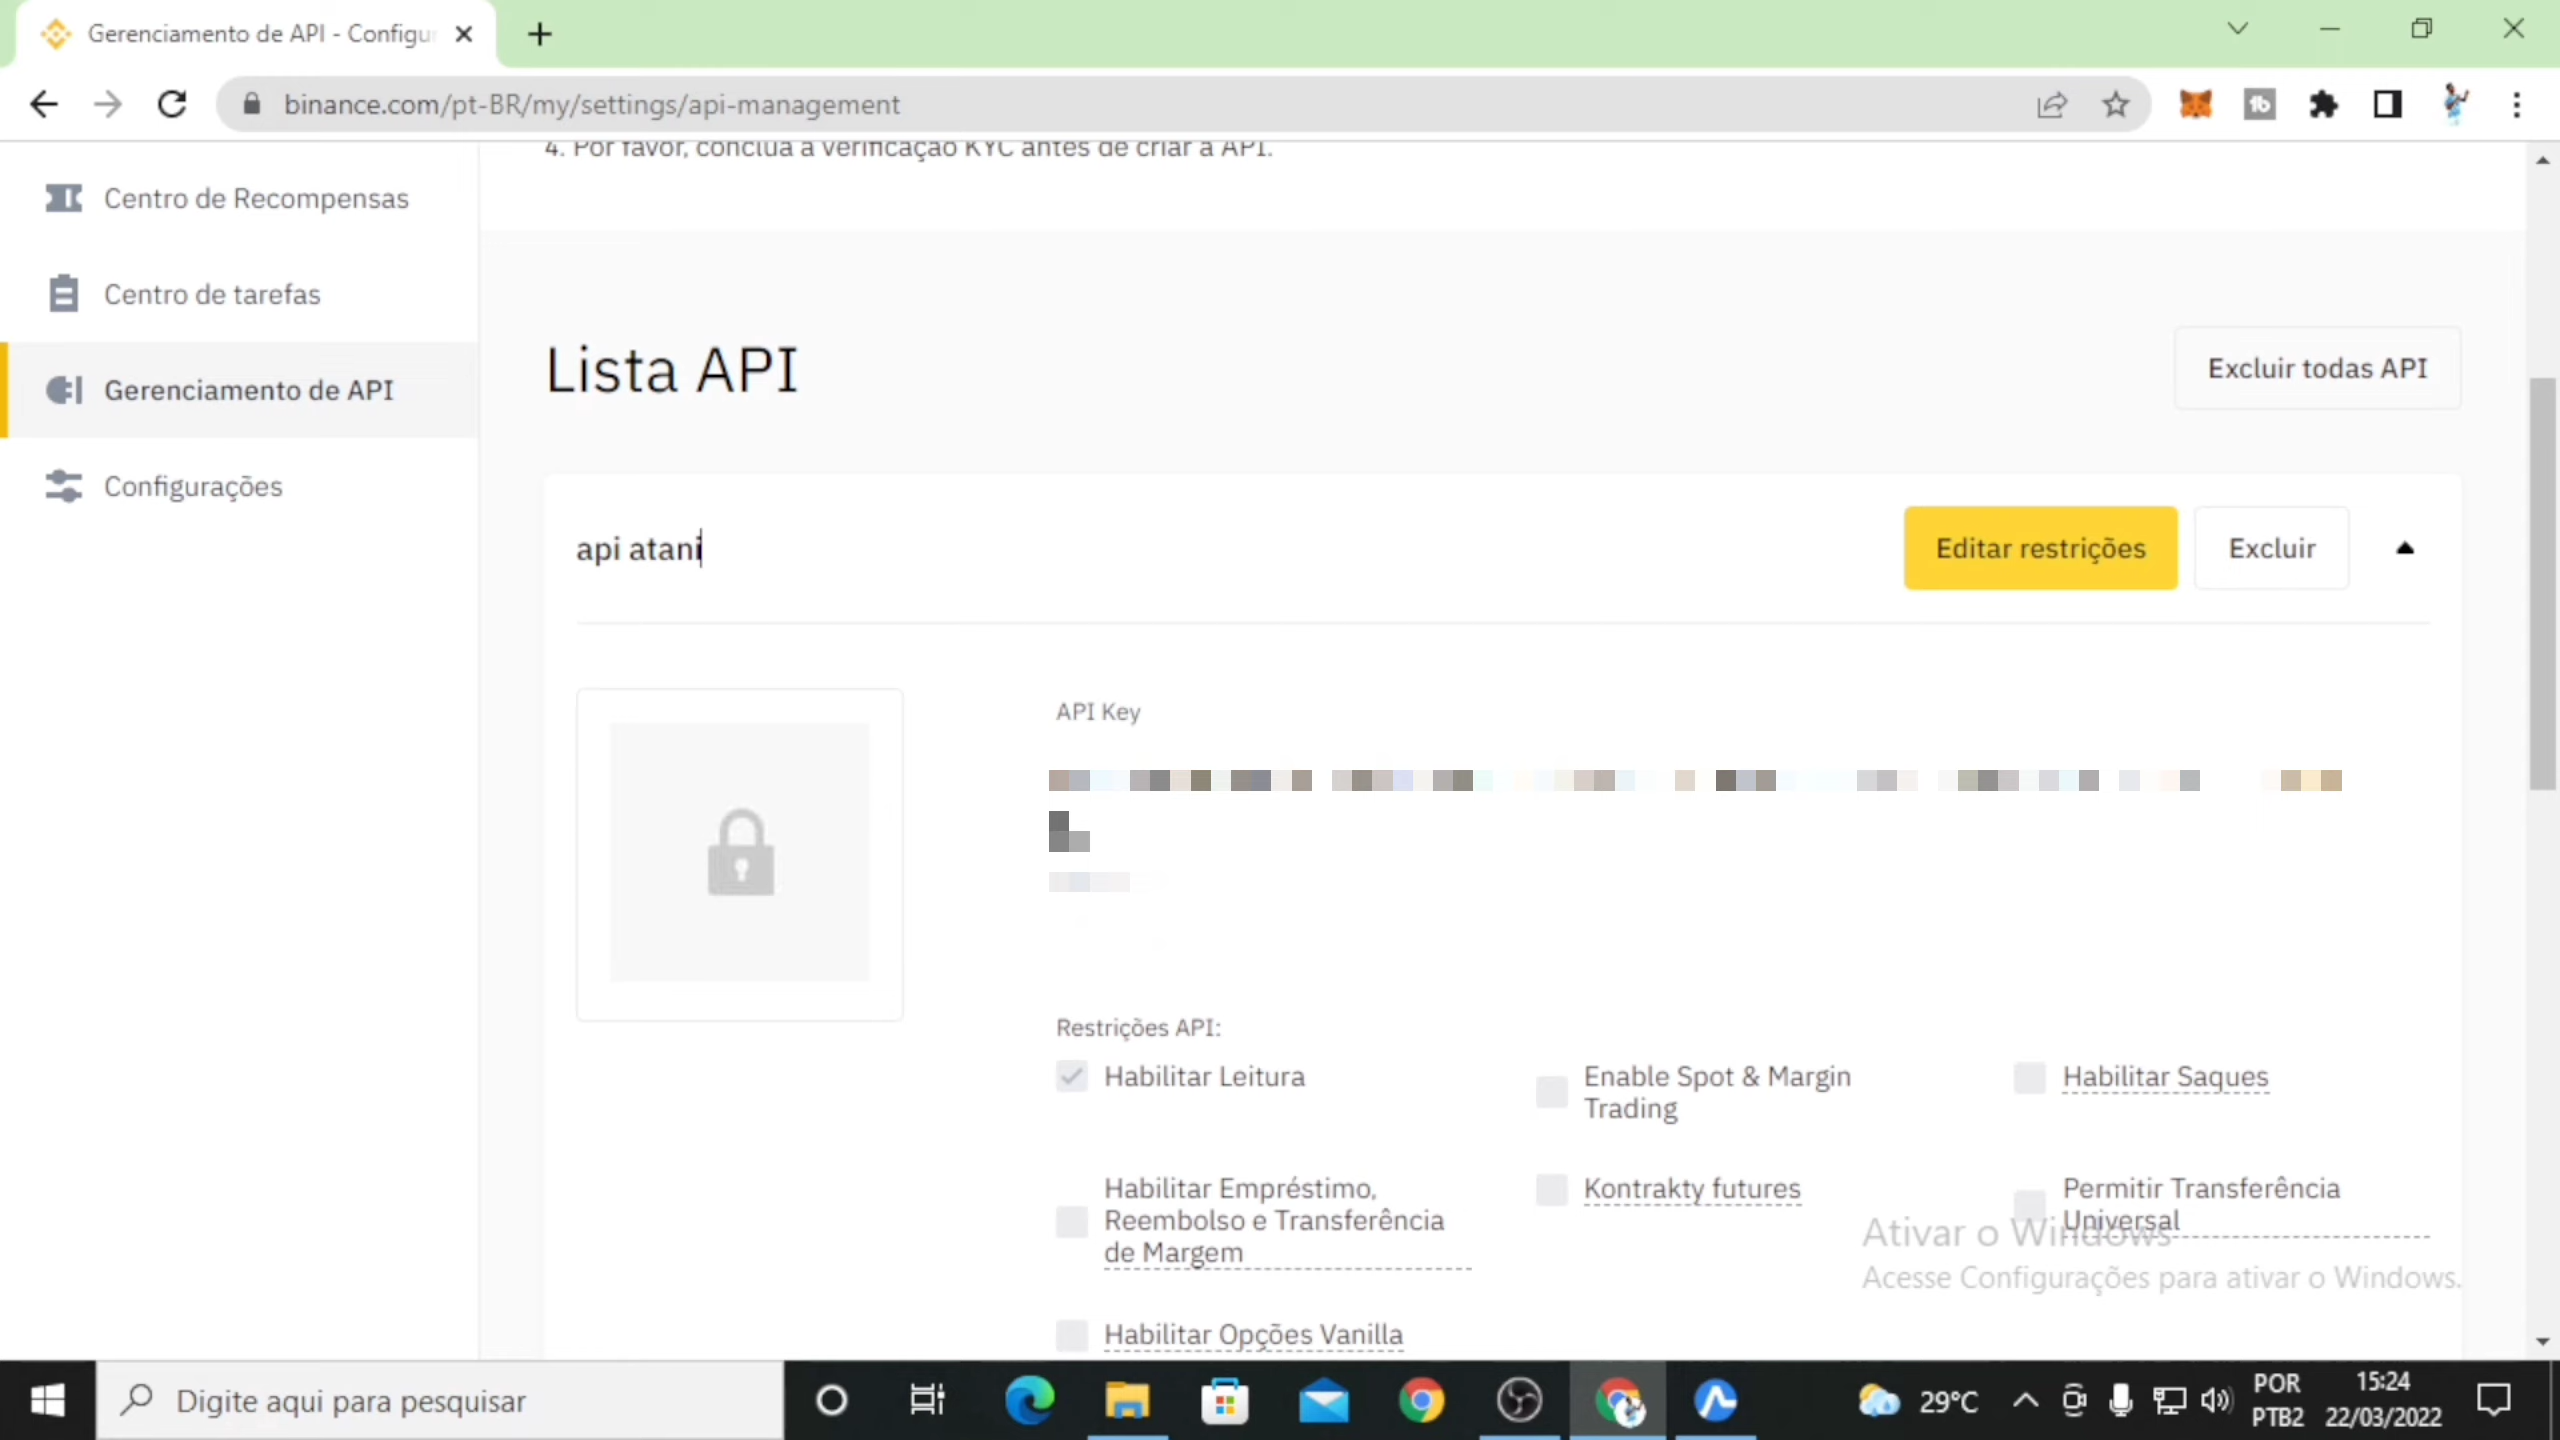 Gerenciamento de API - Configu
binance.com/pt-BR/my/settings/api-management
4. Por favor, conclua a verificação KYC antes de criar a API.
Centro de Recompensas
Centro de tarefas
Gerenciamento de API
Configurações
Lista API
Excluir todas API
api atani
Editar restrições
Excluir
API Key
Restrições API:
Habilitar Leitura
Enable Spot & Margin
Trading
Habilitar Saques
Habilitar Empréstimo,
Reembolso e Transferência
de Margem
Kontrakty futures
Permitir Transferência
Universal
Habilitar Opções Vanilla
Ativar o Windows
Acesse Configurações para ativar o Windows.
Digite aqui para pesquisar
29°C
POR
PTB2
15:24
22/03/2022